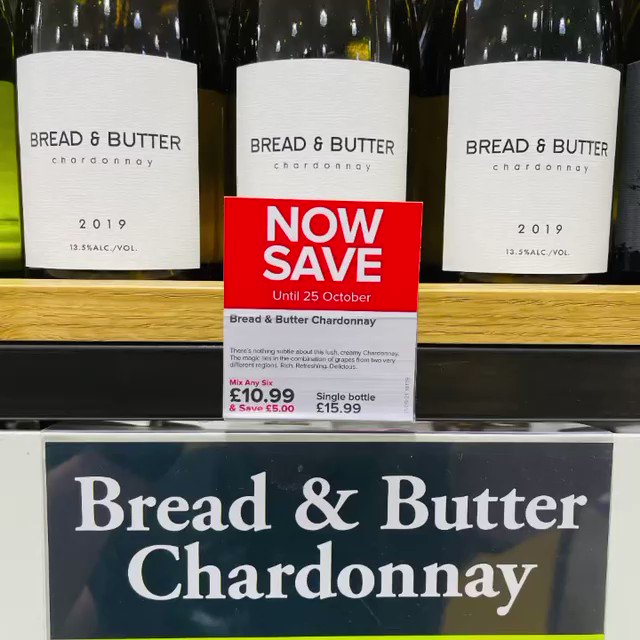 BREAD & BUTTER
chardonnay
2019
13.5%ALC./VOL.
BREAD & BUTTER
chardonnay
BREAD & BUTTER
chardonnay
2019
13.5%ALC./VOL.
NOW
SAVE
Until 25 October
Bread & Butter Chardonnay
There's nothing subtle about this lush, creamy Chardonnay.
The magic lies in the combination of grapes from two very
different regions. Rich. Refreshing. Delicious.
Mix Any Six
£10.99
& Save £5.00
Single bottle
£15.99
Bread & Butter
Chardonnay